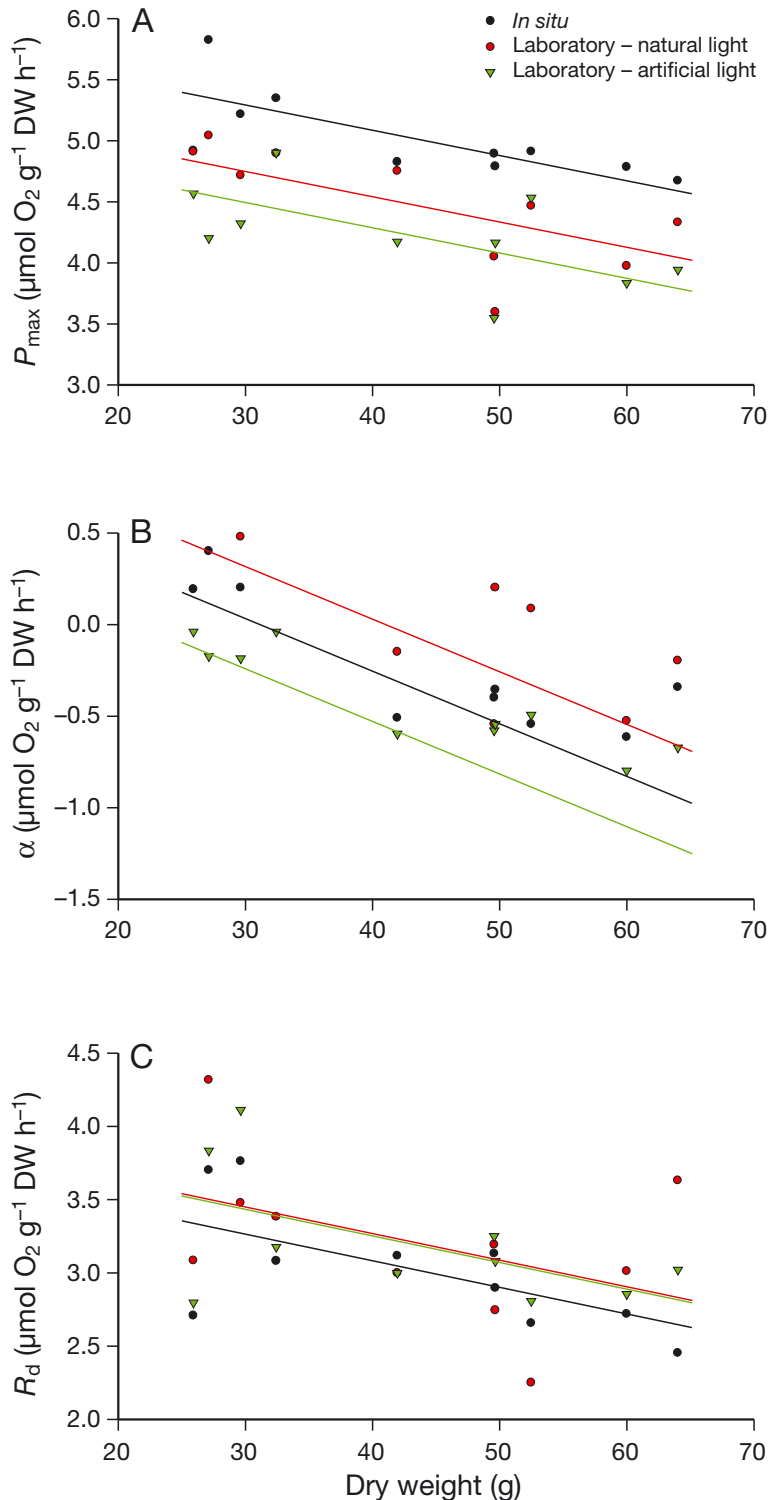 A
In situ
Laboratory – natural light
Laboratory – artificial light
6.0
5.5
5.0
4.5
4.0
3.5
3.0
Pmax (µmol O2 g–1 DW h–1)
20 30 40 50 60 70
B
0.5
0.0
–0.5
–1.0
–1.5
α (µmol O2 g–1 DW h–1)
20 30 40 50 60 70
C
4.5
4.0
3.5
3.0
2.5
2.0
Rd (µmol O2 g–1 DW h–1)
20 30 40 50 60 70
Dry weight (g)